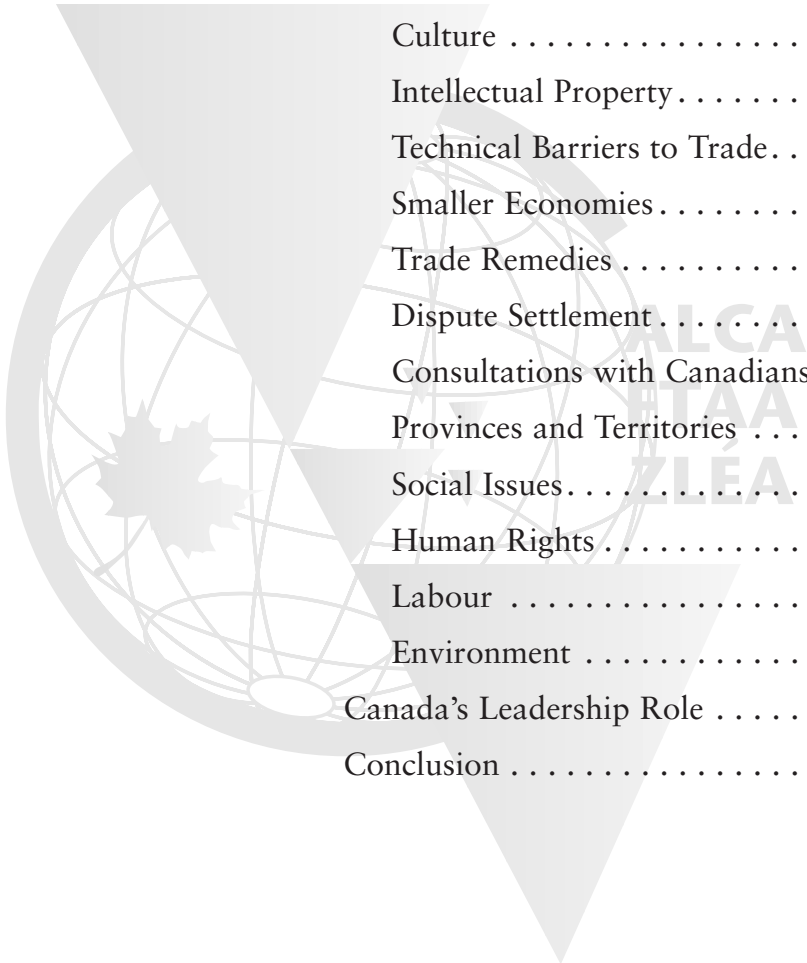 Culture . . . . . . . . . . . . . . . .
Intellectual Property . . . . . . .
Technical Barriers to Trade . .
Smaller Economies . . . . . . . .
Trade Remedies . . . . . . . . . .
Dispute Settlement . . . . . . . .
Consultations with Canadians
Provinces and Territories . . .
Social Issues . . . . . . . . . . . . .
Human Rights . . . . . . . . . . .
Labour . . . . . . . . . . . . . . . .
Environment . . . . . . . . . . . .
Canada's Leadership Role . . . . .
Conclusion . . . . . . . . . . . . . . . .
ALCA
FTAA
ZLÉA